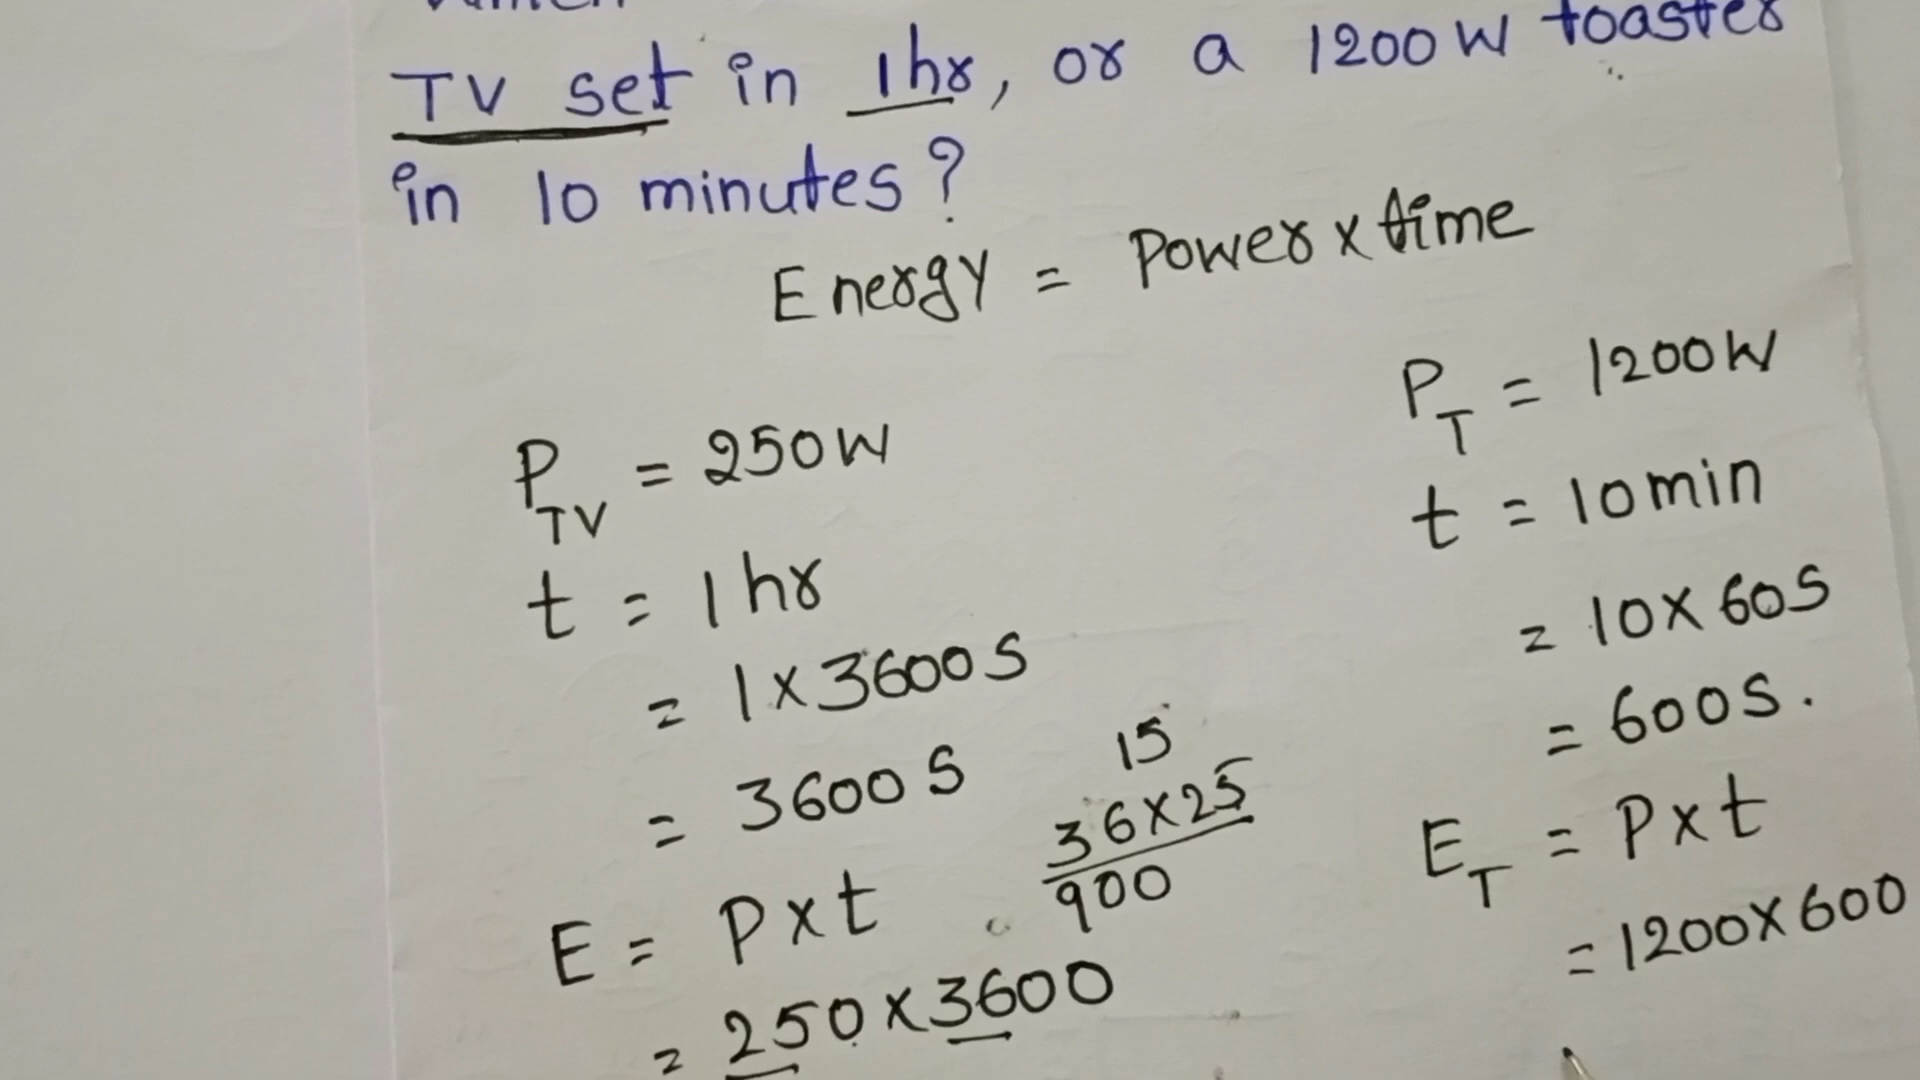 TV set in 1hr, or a 1200W toaster
in 10 minutes?
Energy = Power x time
P_TV = 250W
t = 1hr
= 1x3600s
= 3600s
15
36x25
900
E = Pxt
= 250x3600
P_T = 1200W
t = 10min
= 10x60s
= 600s.
E_T = Pxt
= 1200x600